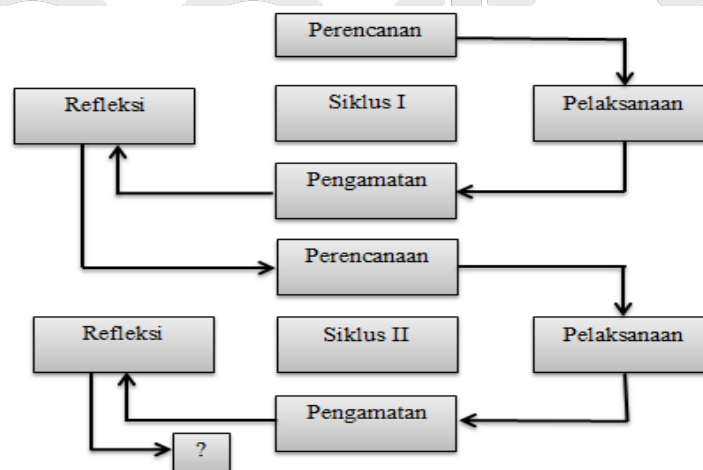 Perencanan
Refleksi
Siklus I
Pelaksanaan
Pengamatan
Perencanaan
Refleksi
Siklus II
Pelaksanaan
Pengamatan
?